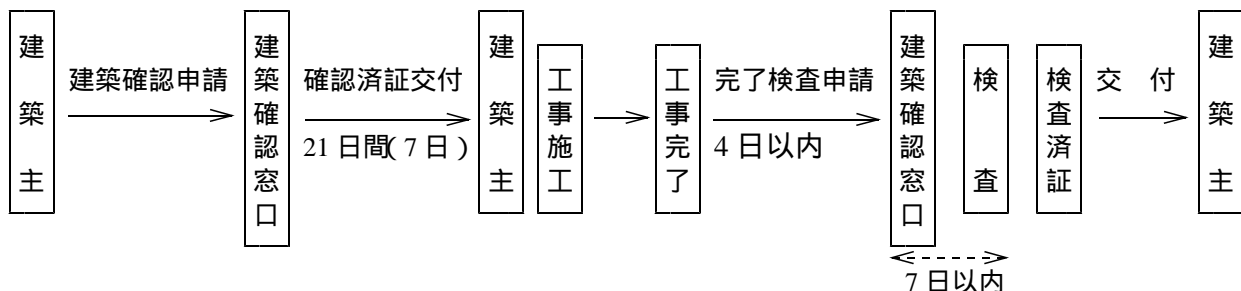 建築主
建築確認申請
建築確認窓口
確認済証交付
21日間(7日)
建築主
工事施工
工事完了
完了検査申請
4日以内
建築確認窓口
検査
7日以内
検査済証
交付
建築主